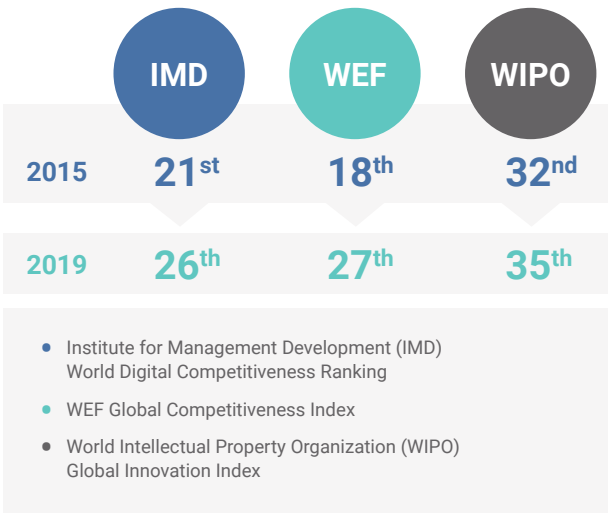 IMD WEF WIPO
2015 21st 18th 32nd
2019 26th 27th 35th
• Institute for Management Development (IMD)
World Digital Competitiveness Ranking
• WEF Global Competitiveness Index
• World Intellectual Property Organization (WIPO)
Global Innovation Index